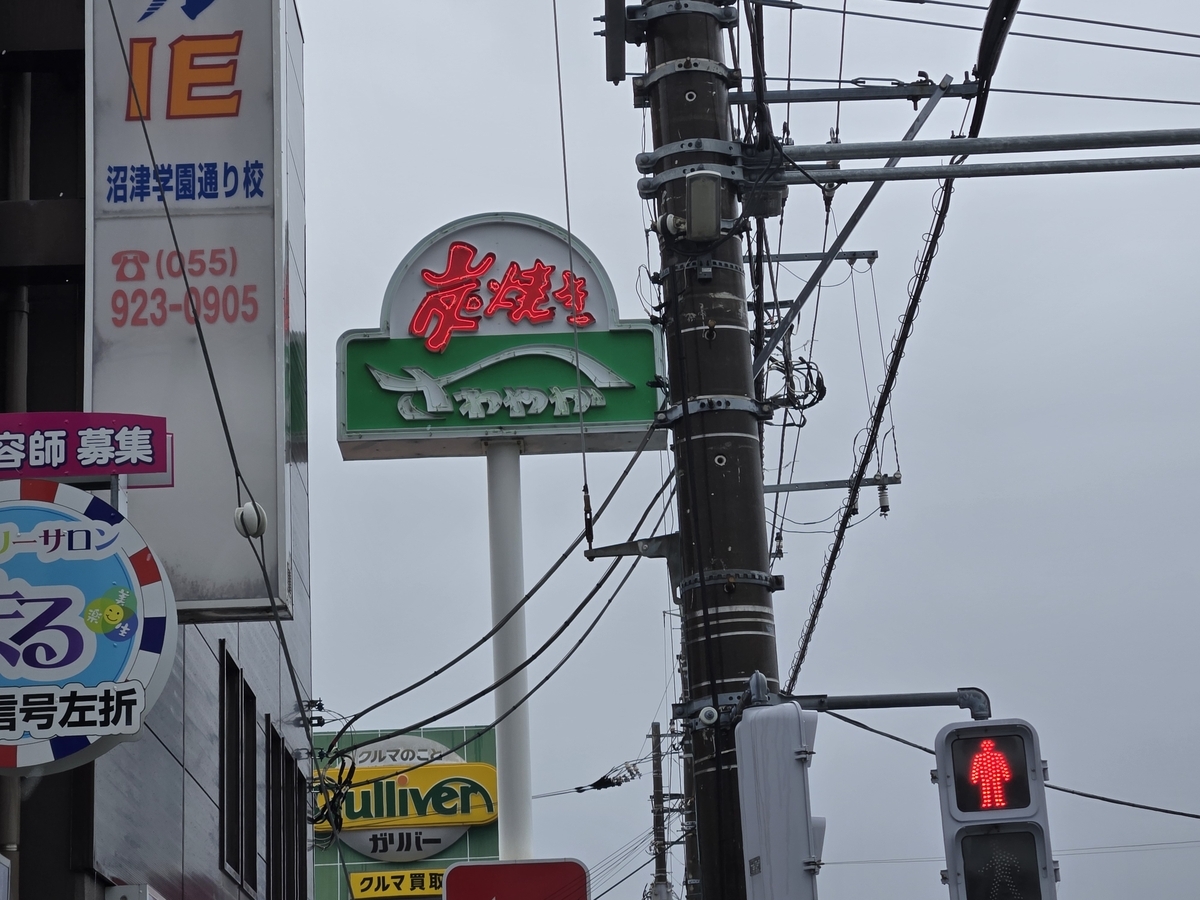 IE
沼津学園通り校
☎(055)
923-0905
炭焼き
さわやか
容師 募集
ーサロン
まる
信号左折
クルマのこと
Gulliver
ガリバー
クルマ買取